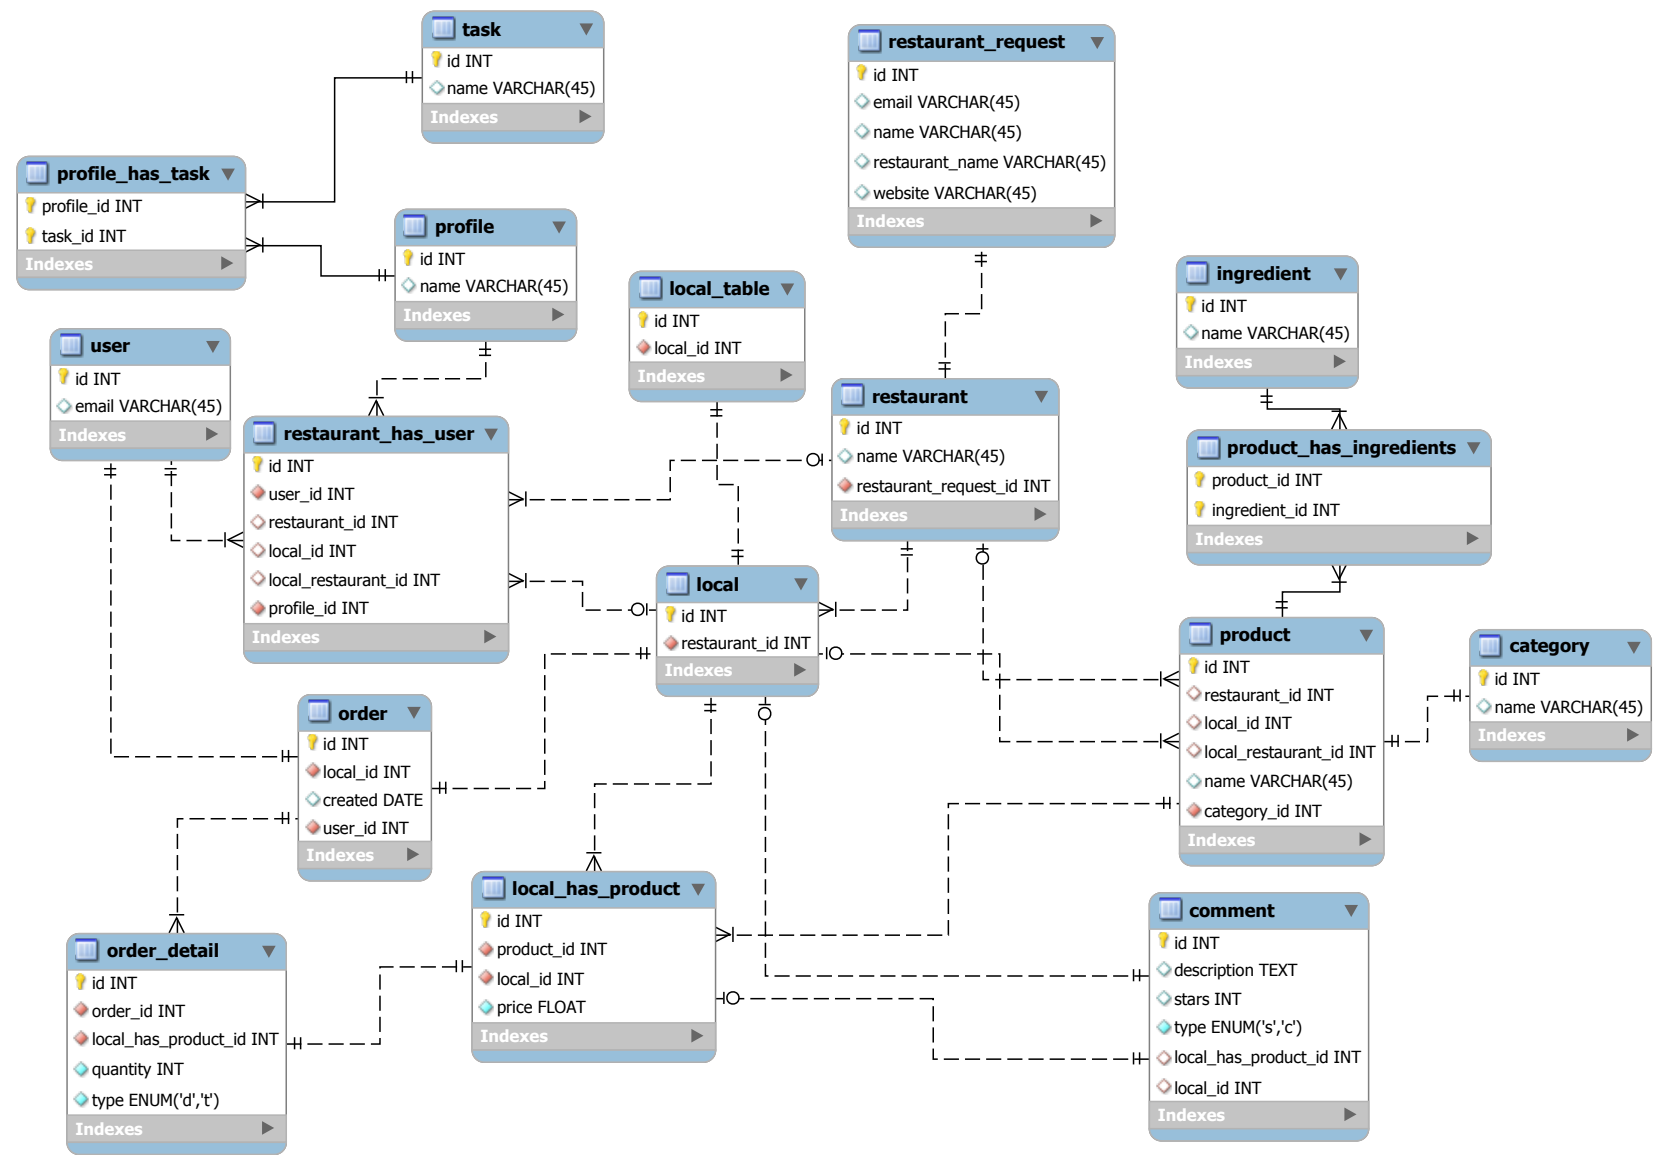 task
id INT
name VARCHAR(45)
Indexes
restaurant_request
id INT
email VARCHAR(45)
name VARCHAR(45)
restaurant_name VARCHAR(45)
website VARCHAR(45)
Indexes
profile_has_task
profile_id INT
task_id INT
Indexes
profile
id INT
name VARCHAR(45)
Indexes
local_table
id INT
local_id INT
Indexes
ingredient
id INT
name VARCHAR(45)
Indexes
user
id INT
email VARCHAR(45)
Indexes
restaurant_has_user
id INT
user_id INT
restaurant_id INT
local_id INT
local_restaurant_id INT
profile_id INT
Indexes
restaurant
id INT
name VARCHAR(45)
restaurant_request_id INT
Indexes
product_has_ingredients
product_id INT
ingredient_id INT
Indexes
local
id INT
restaurant_id INT
Indexes
product
id INT
restaurant_id INT
local_id INT
local_restaurant_id INT
name VARCHAR(45)
category_id INT
Indexes
category
id INT
name VARCHAR(45)
Indexes
order
id INT
local_id INT
created DATE
user_id INT
Indexes
local_has_product
id INT
product_id INT
local_id INT
price FLOAT
Indexes
comment
id INT
description TEXT
stars INT
type ENUM('s','c')
local_has_product_id INT
local_id INT
Indexes
order_detail
id INT
order_id INT
local_has_product_id INT
quantity INT
type ENUM('d','t')
Indexes